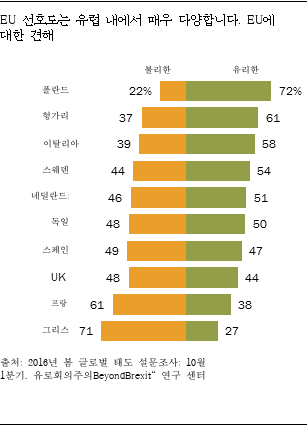 EU 선호도는 유럽 내에서 매우 다양합니다. EU에
대한 견해
불리한 유리한
폴란드 22% 72%
헝가리 37 61
이탈리아 39 58
스웨덴 44 54
네덜란드: 46 51
독일 48 50
스페인 49 47
UK 48 44
프랑 61 38
그리스 71 27
출처: 2016년 봄 글로벌 태도 설문조사: 10월
1분기. 유로회의주의BeyondBrexit“ 연구 센터